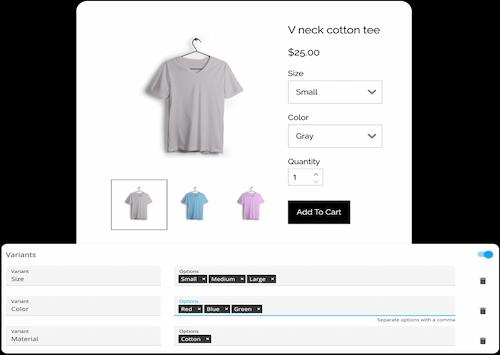 V neck cotton tee
$25.00
Size
Small
Color
Gray
Quantity
1
Add To Cart
Variants
Variant
Size
Options
Small × Medium × Large ×
Variant
Color
Options
Red × Blue × Green ×
Separate options with a comma
Variant
Material
Options
Cotton ×